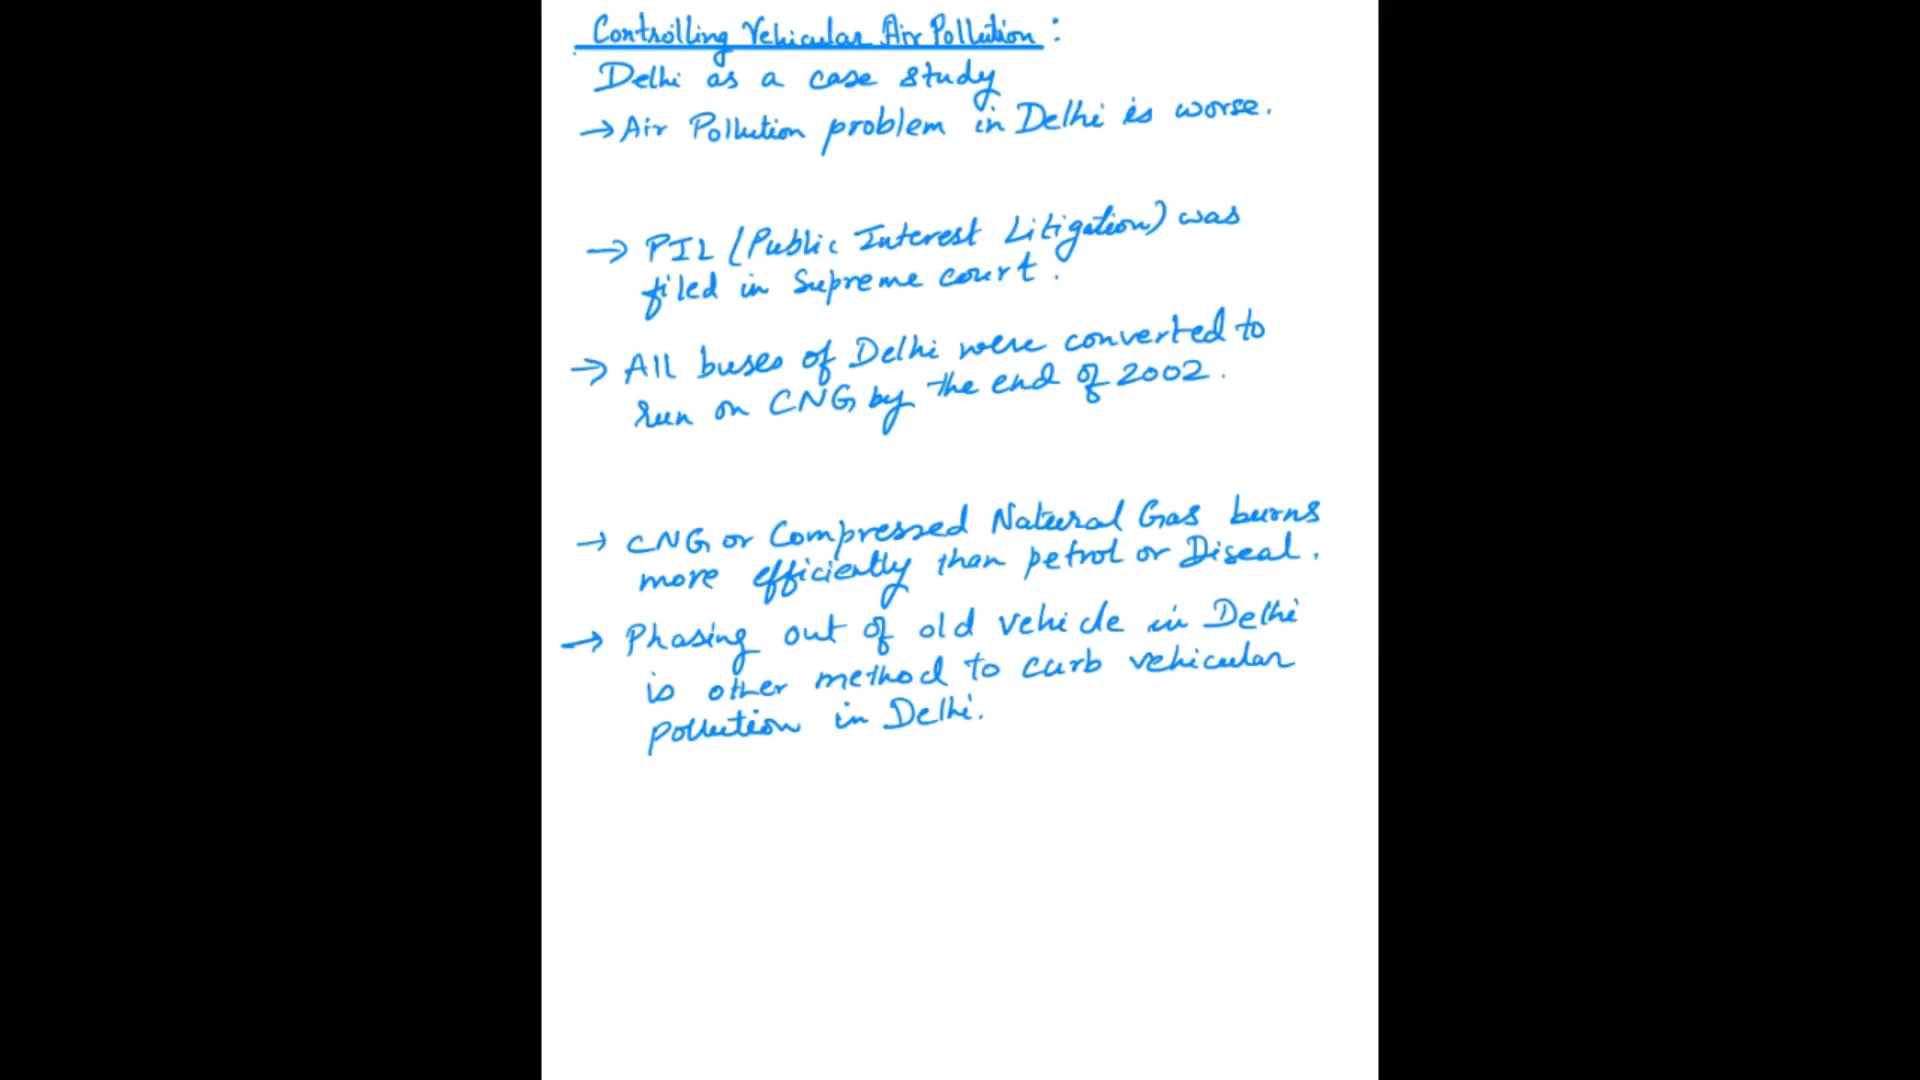 Controlling Vehicular Air Pollution :
Delhi as a case study
→ Air Pollution problem in Delhi is worse.
→ PIL (Public Interest Litigation) was
filed in Supreme court.
→ All buses of Delhi were converted to
run on CNG by the end of 2002.
→ CNG or Compressed Natural Gas burns
more efficiently than petrol or Diseal.
→ Phasing out of old vehicle in Delhi
is other method to curb vehicular
pollution in Delhi.